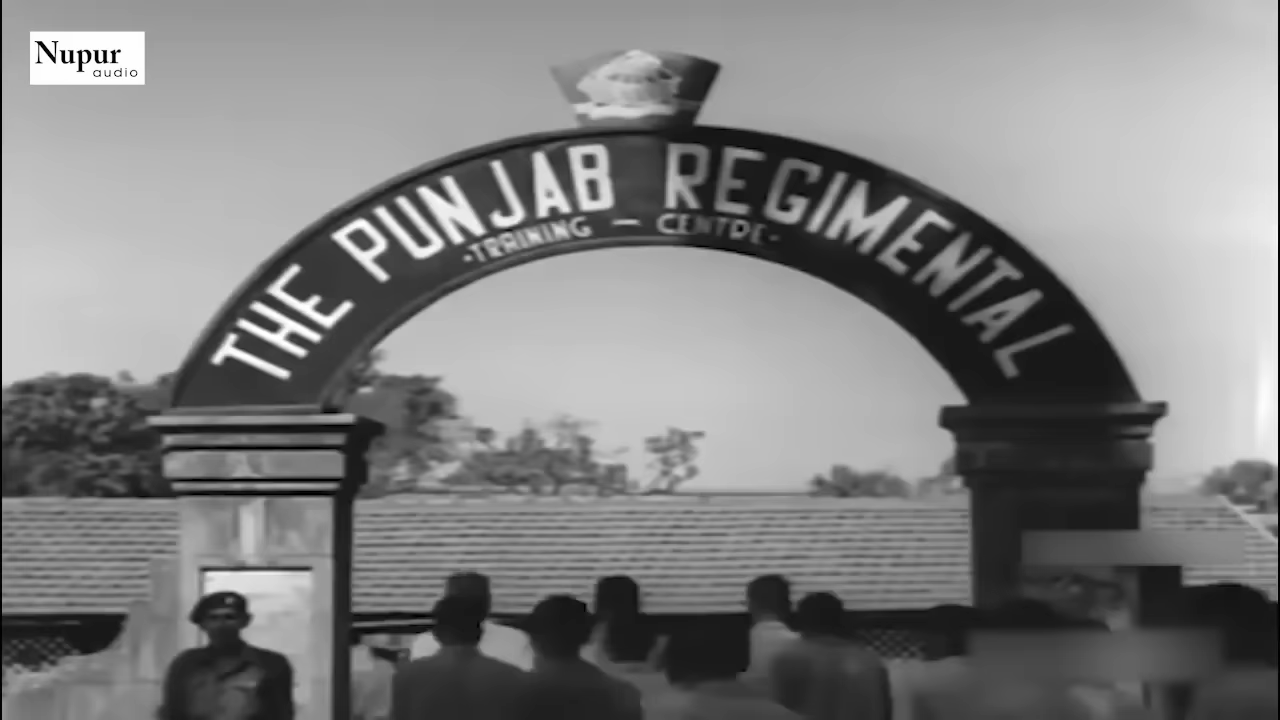 Nupur
audio
THE PUNJAB REGIMENTAL
-TRAINING - CENTRE-